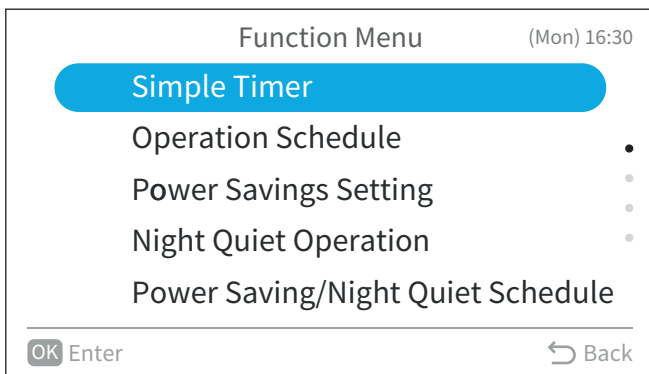 Function Menu (Mon) 16:30
Simple Timer
Operation Schedule
Power Savings Setting
Night Quiet Operation
Power Saving/Night Quiet Schedule
OK Enter Back